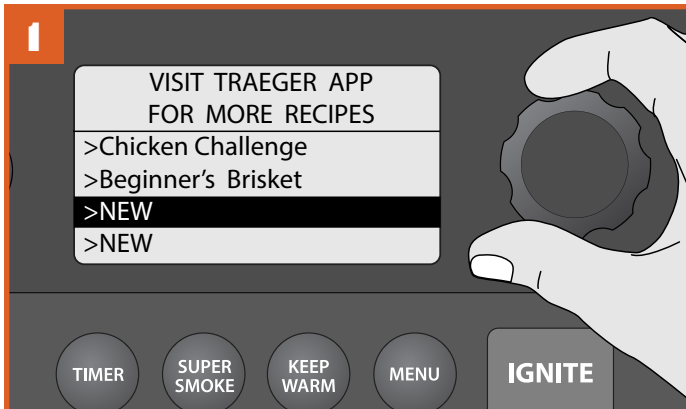 1
VISIT TRAEGER APP
FOR MORE RECIPES
>Chicken Challenge
>Beginner's Brisket
>NEW
>NEW
TIMER
SUPER
SMOKE
KEEP
WARM
MENU
IGNITE